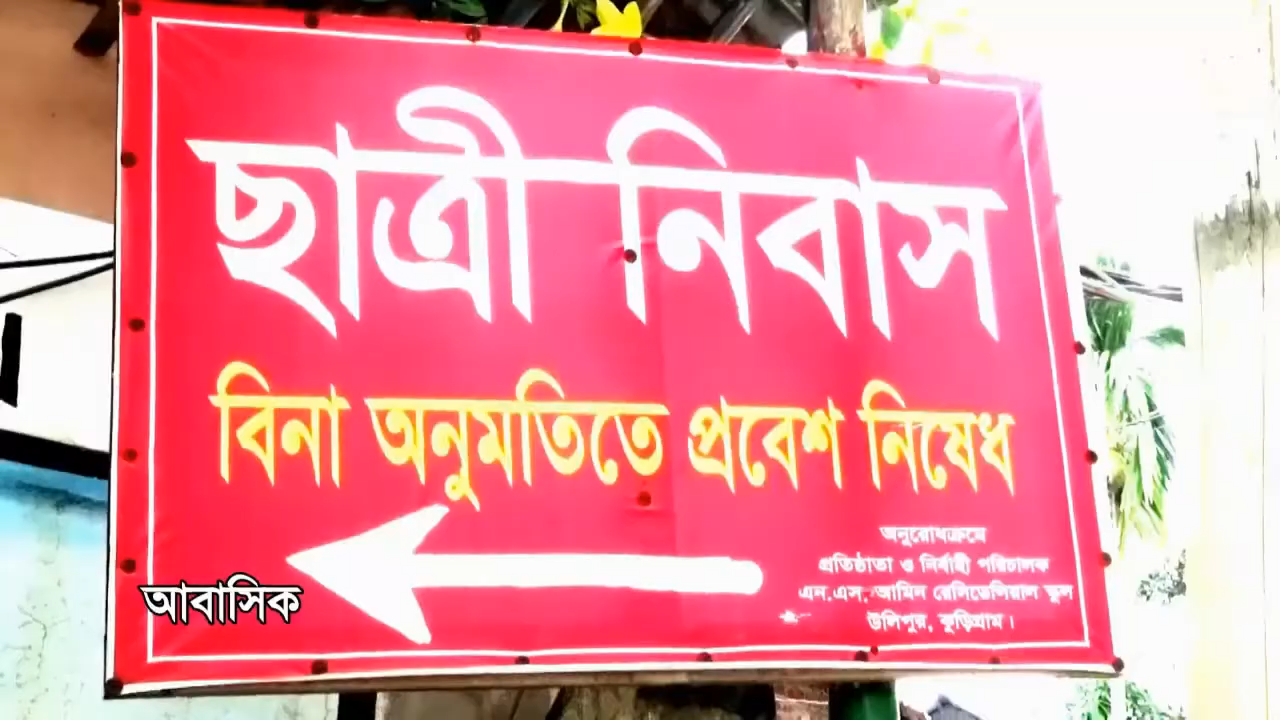 ছাত্রী নিবাস
বিনা অনুমতিতে প্রবেশ নিষেধ
অনুরোধক্রমে
প্রতিষ্ঠাতা ও নির্বাহী পরিচালক
এন.এস. আমিন রেসিডেন্সিয়াল স্কুল
উলিপুর, কুড়িগ্রাম।
আবাসিক